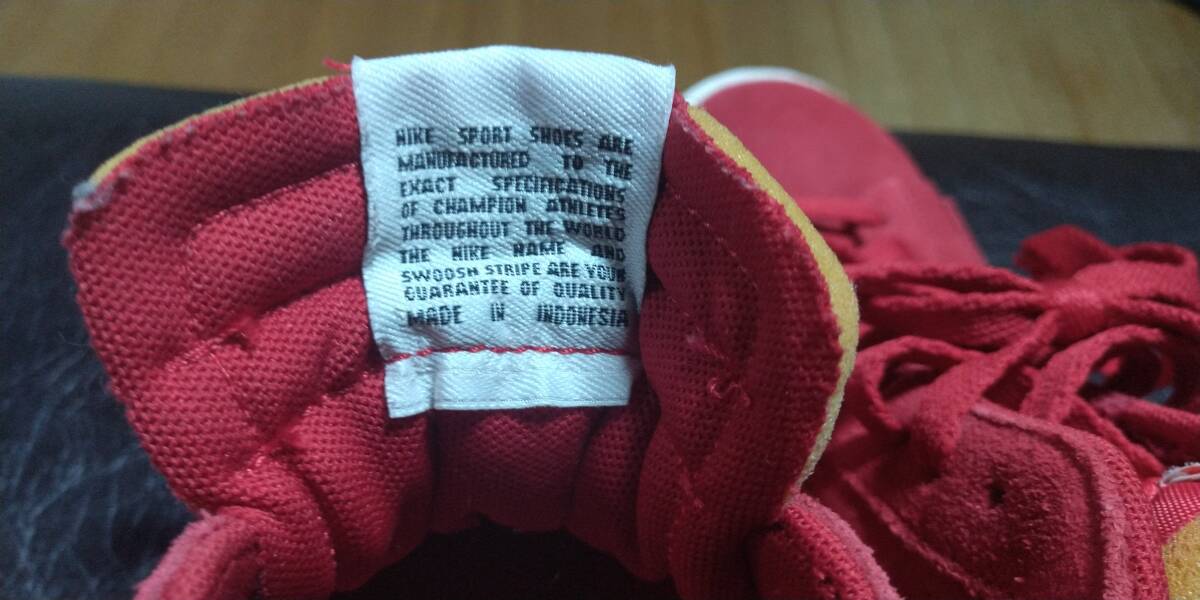 NIKE SPORT SHOES ARE
MANUFACTURED TO THE
EXACT SPECIFICATIONS
OF CHAMPION ATHLETES
THROUGHOUT THE WORLD
THE NIKE NAME AND
SWOOSH STRIPE ARE YOUR
GUARANTEE OF QUALITY
MADE IN INDONESIA